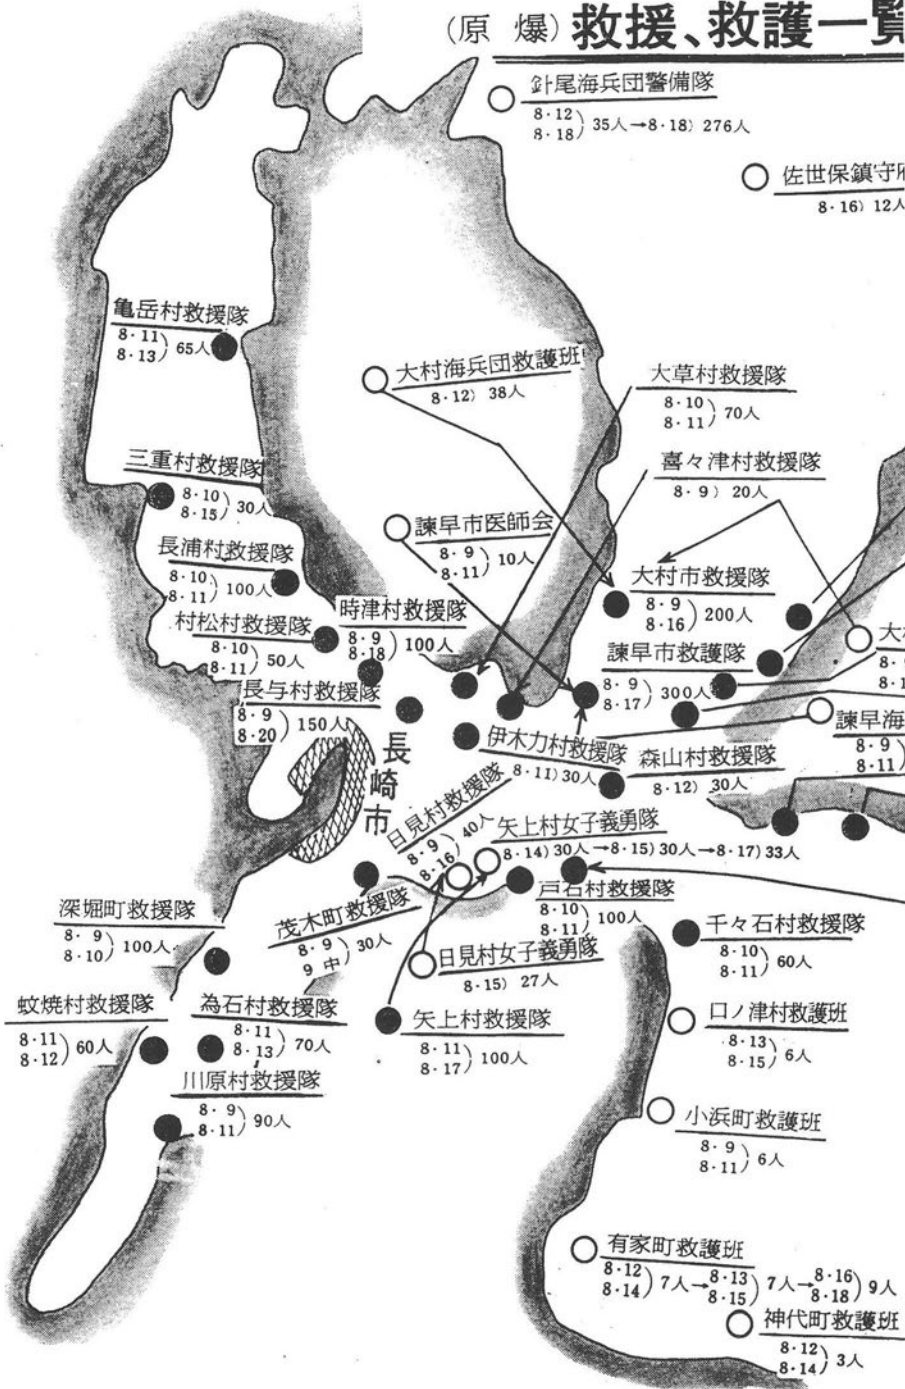 (原 爆) 救援、救護一覧
針尾海兵団警備隊
8・12
8・18) 35人→8・18) 276人
佐世保鎮守府
8・16) 12人
亀岳村救援隊
8・11
8・13) 65人
大村海兵団救護班
8・12) 38人
大草村救援隊
8・10
8・11) 70人
三重村救援隊
8・10
8・15) 30人
喜々津村救援隊
8・9) 20人
諫早市医師会
8・9
8・11) 10人
長浦村救援隊
8・10
8・11) 100人
大村市救援隊
8・9
8・16) 200人
時津村救援隊
8・9
8・18) 100人
村松村救援隊
8・10
8・11) 50人
諫早市救護隊
8・9
8・17) 300人
大村
8・
8・1
長与村救援隊
8・9
8・20) 150人
諫早海
8・9
8・11)
長崎市
伊木力村救援隊
8・11) 30人
森山村救援隊
8・12) 30人
日見村救援隊
8・9
8・16) 40人
矢上村女子義勇隊
8・14) 30人→8・15) 30人→8・17) 33人
戸石村救援隊
8・10
8・11) 100人
深堀町救援隊
8・9
8・10) 100人
茂木町救援隊
8・9
9 中) 30人
千々石村救援隊
8・10
8・11) 60人
日見村女子義勇隊
8・15) 27人
蚊焼村救援隊
8・11
8・12) 60人
為石村救援隊
8・11
8・13) 70人
矢上村救援隊
8・11
8・17) 100人
口ノ津村救護班
8・13
8・15) 6人
川原村救援隊
8・9
8・11) 90人
小浜町救護班
8・9
8・11) 6人
有家町救護班
8・12
8・14) 7人→8・13
8・15) 7人→8・16
8・18) 9人
神代町救護班
8・12
8・14) 3人